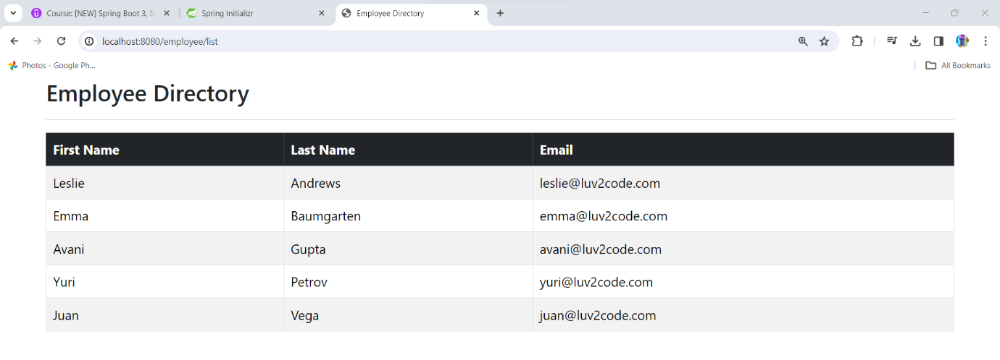 Course: [NEW] Spring Boot 3, S Spring Initializr Employee Directory
localhost:8080/employee/list
Photos - Google Ph... All Bookmarks
Employee Directory
First Name Last Name Email
Leslie Andrews leslie@luv2code.com
Emma Baumgarten emma@luv2code.com
Avani Gupta avani@luv2code.com
Yuri Petrov yuri@luv2code.com
Juan Vega juan@luv2code.com